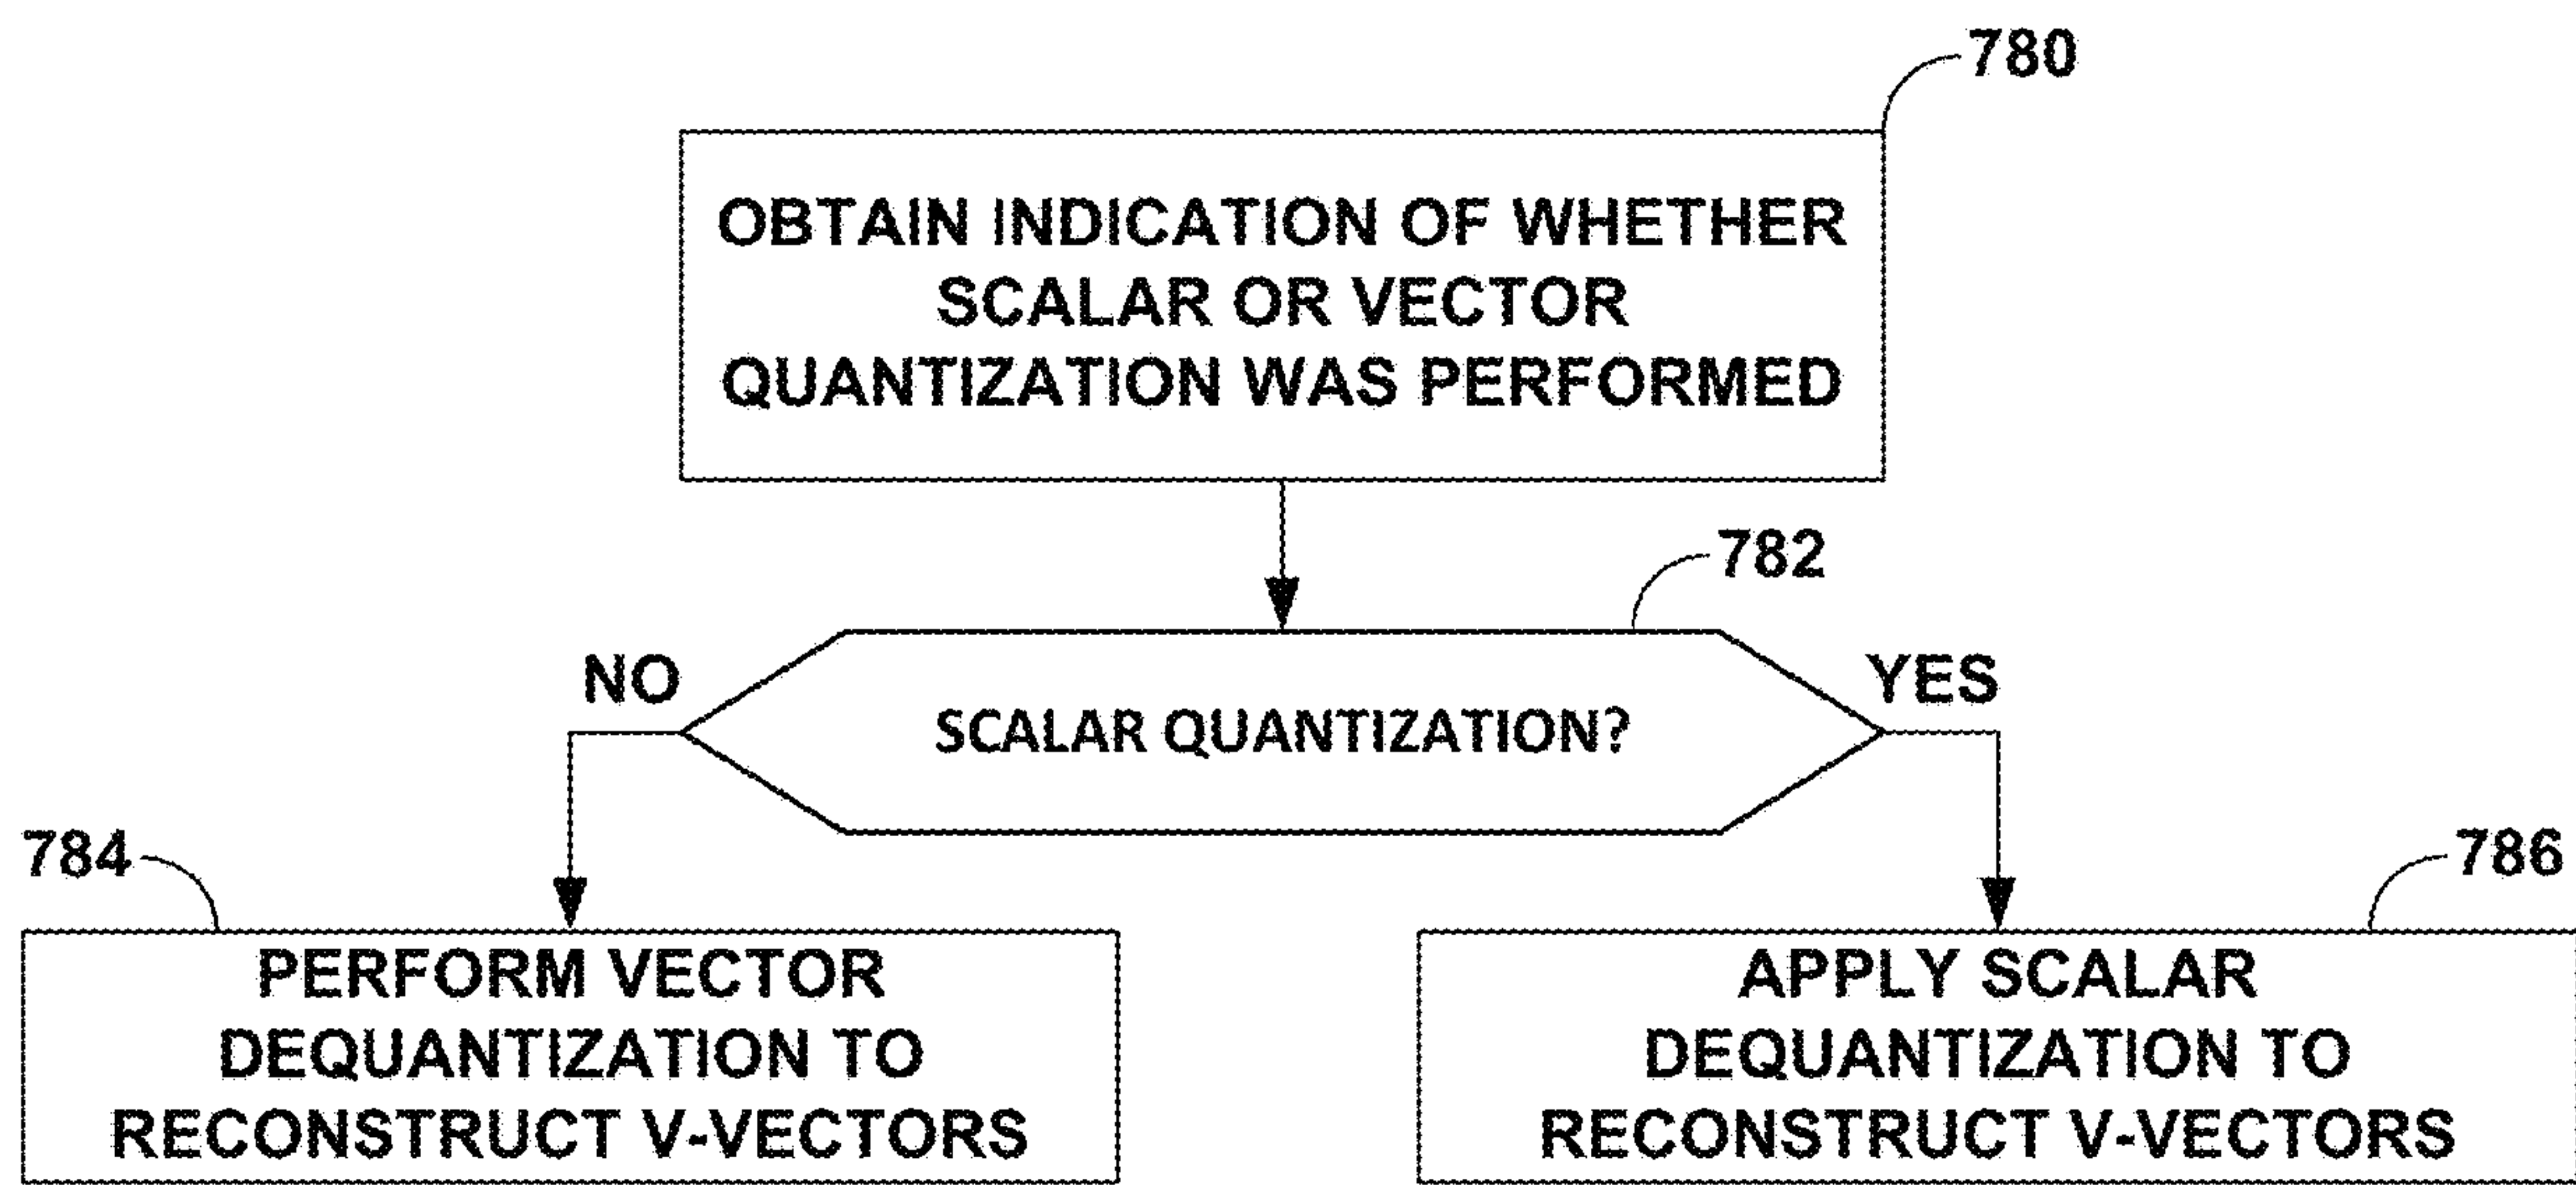 780
OBTAIN INDICATION OF WHETHER
SCALAR OR VECTOR
QUANTIZATION WAS PERFORMED
782
NO
YES
SCALAR QUANTIZATION?
784
786
PERFORM VECTOR
DEQUANTIZATION TO
RECONSTRUCT V-VECTORS
APPLY SCALAR
DEQUANTIZATION TO
RECONSTRUCT V-VECTORS